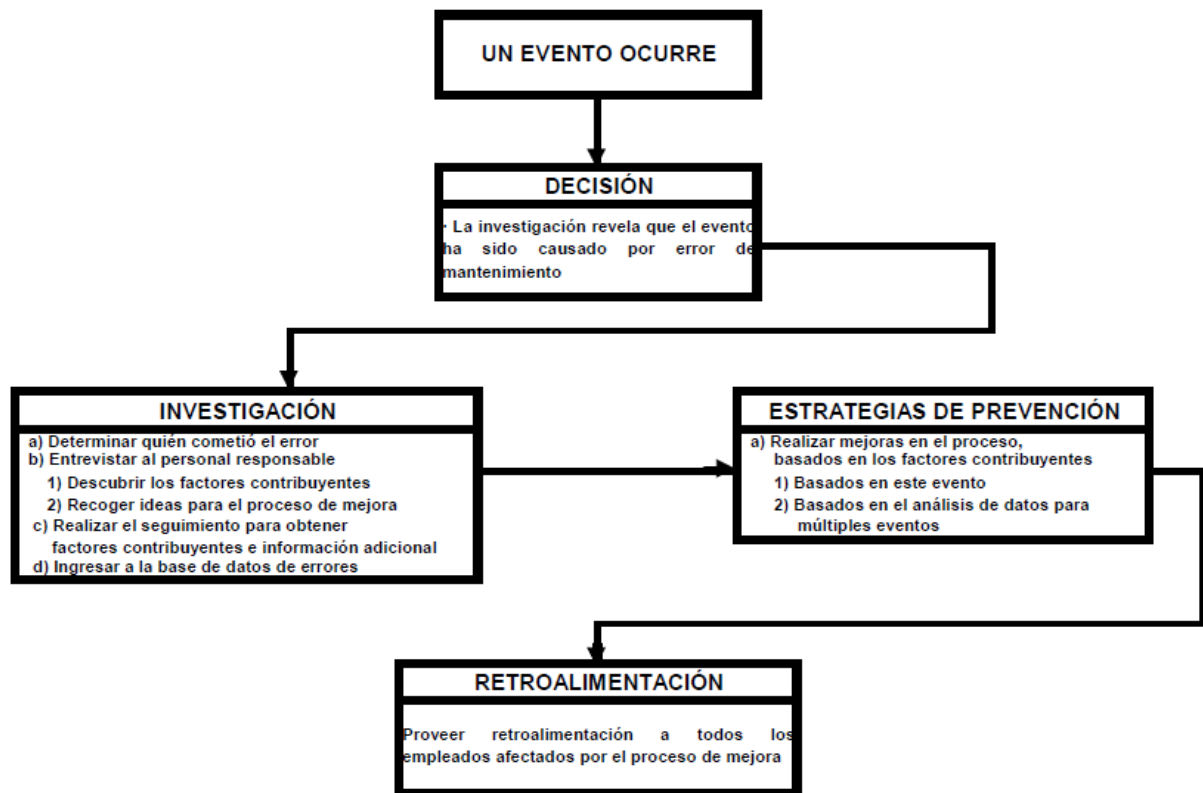 UN EVENTO OCURRE
DECISIÓN
· La investigación revela que el evento
ha sido causado por error de
mantenimiento
INVESTIGACIÓN
a) Determinar quién cometió el error
b) Entrevistar al personal responsable
1) Descubrir los factores contribuyentes
2) Recoger ideas para el proceso de mejora
c) Realizar el seguimiento para obtener
factores contribuyentes e información adicional
d) Ingresar a la base de datos de errores
ESTRATEGIAS DE PREVENCIÓN
a) Realizar mejoras en el proceso,
basados en los factores contribuyentes
1) Basados en este evento
2) Basados en el análisis de datos para
múltiples eventos
RETROALIMENTACIÓN
Proveer retroalimentación a todos los
empleados afectados por el proceso de mejora